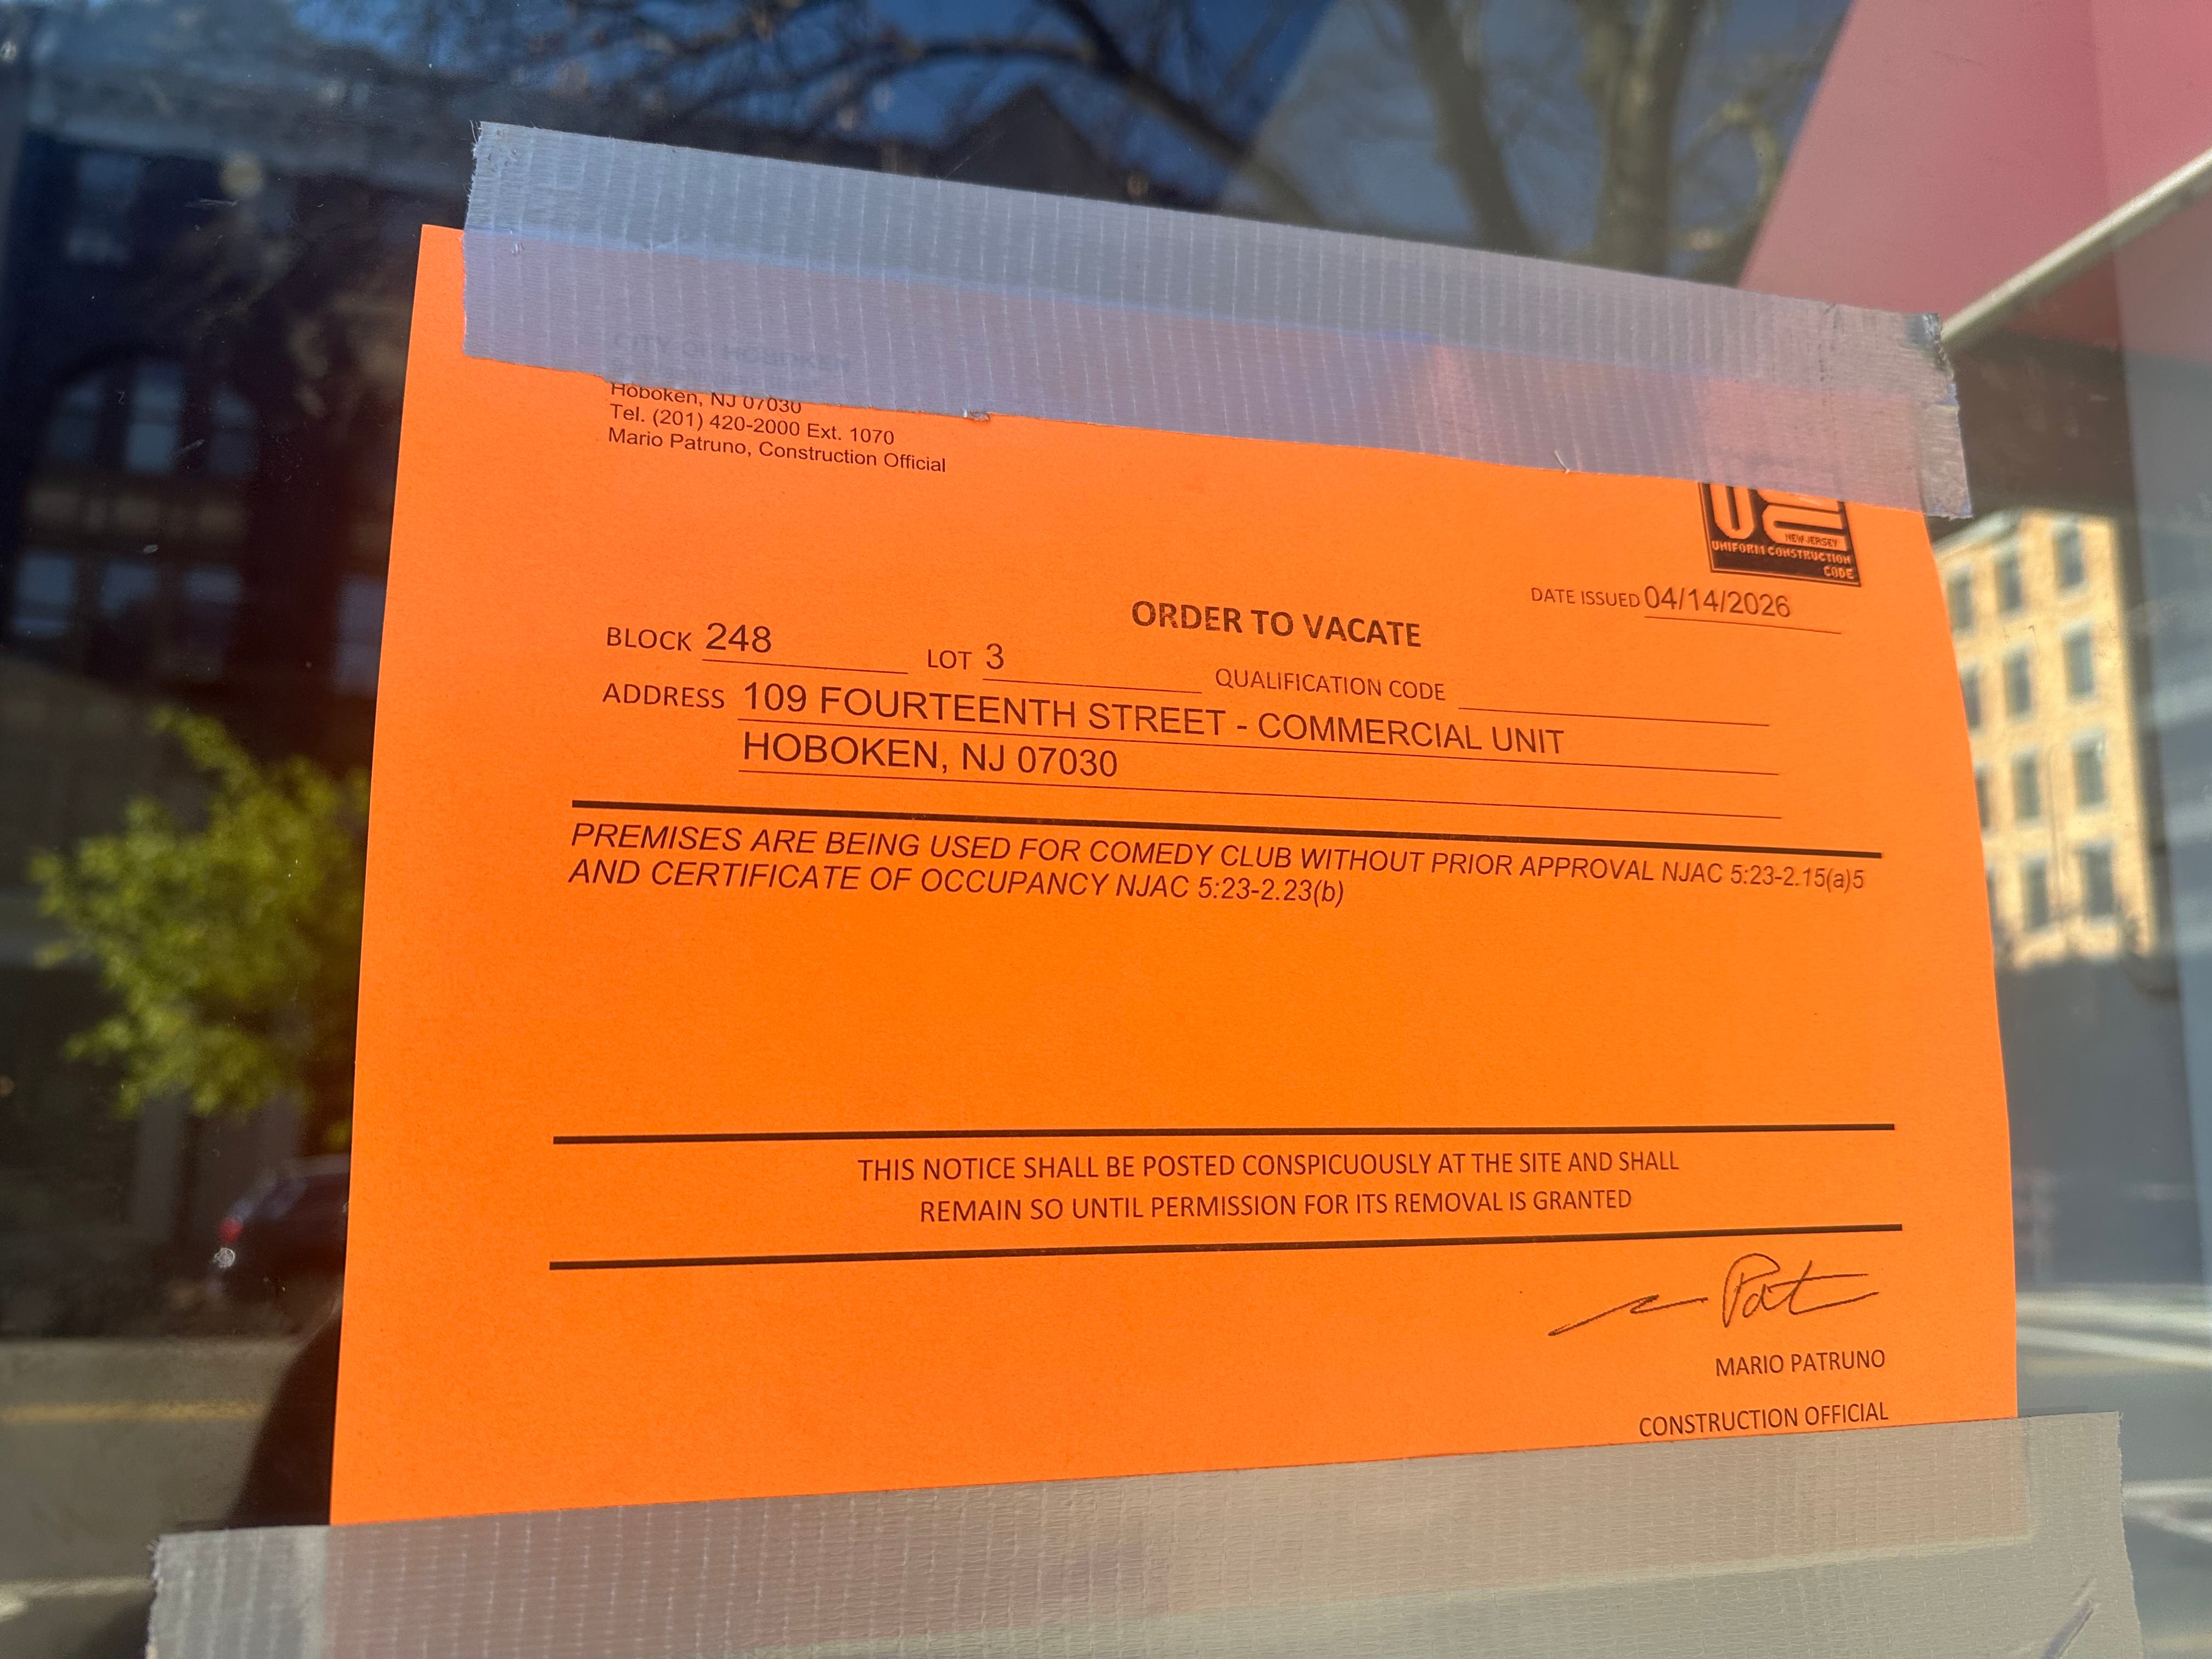 CITY OF HOBOKEN
Hoboken, NJ 07030
Tel. (201) 420-2000 Ext. 1070
Mario Patruno, Construction Official
NEW JERSEY
UNIFORM CONSTRUCTION
CODE
DATE ISSUED 04/14/2026
ORDER TO VACATE
BLOCK 248 LOT 3 QUALIFICATION CODE
ADDRESS 109 FOURTEENTH STREET - COMMERCIAL UNIT
HOBOKEN, NJ 07030
PREMISES ARE BEING USED FOR COMEDY CLUB WITHOUT PRIOR APPROVAL NJAC 5:23-2.15(a)5
AND CERTIFICATE OF OCCUPANCY NJAC 5:23-2.23(b)
THIS NOTICE SHALL BE POSTED CONSPICUOUSLY AT THE SITE AND SHALL
REMAIN SO UNTIL PERMISSION FOR ITS REMOVAL IS GRANTED
MARIO PATRUNO
CONSTRUCTION OFFICIAL